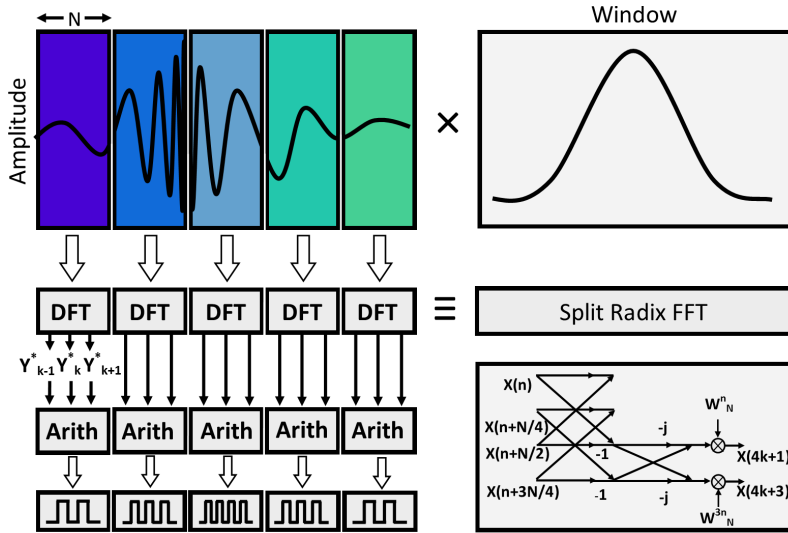 N
Window
Amplitude
×
DFT DFT DFT DFT DFT
≡
Split Radix FFT
Y*k-1 Y*k Y*k+1
Arith Arith Arith Arith Arith
X(n)
X(n+N/4)
X(n+N/2)
X(n+3N/4)
-1
-1
-j
-j
WnN
X(4k+1)
X(4k+3)
W3nN